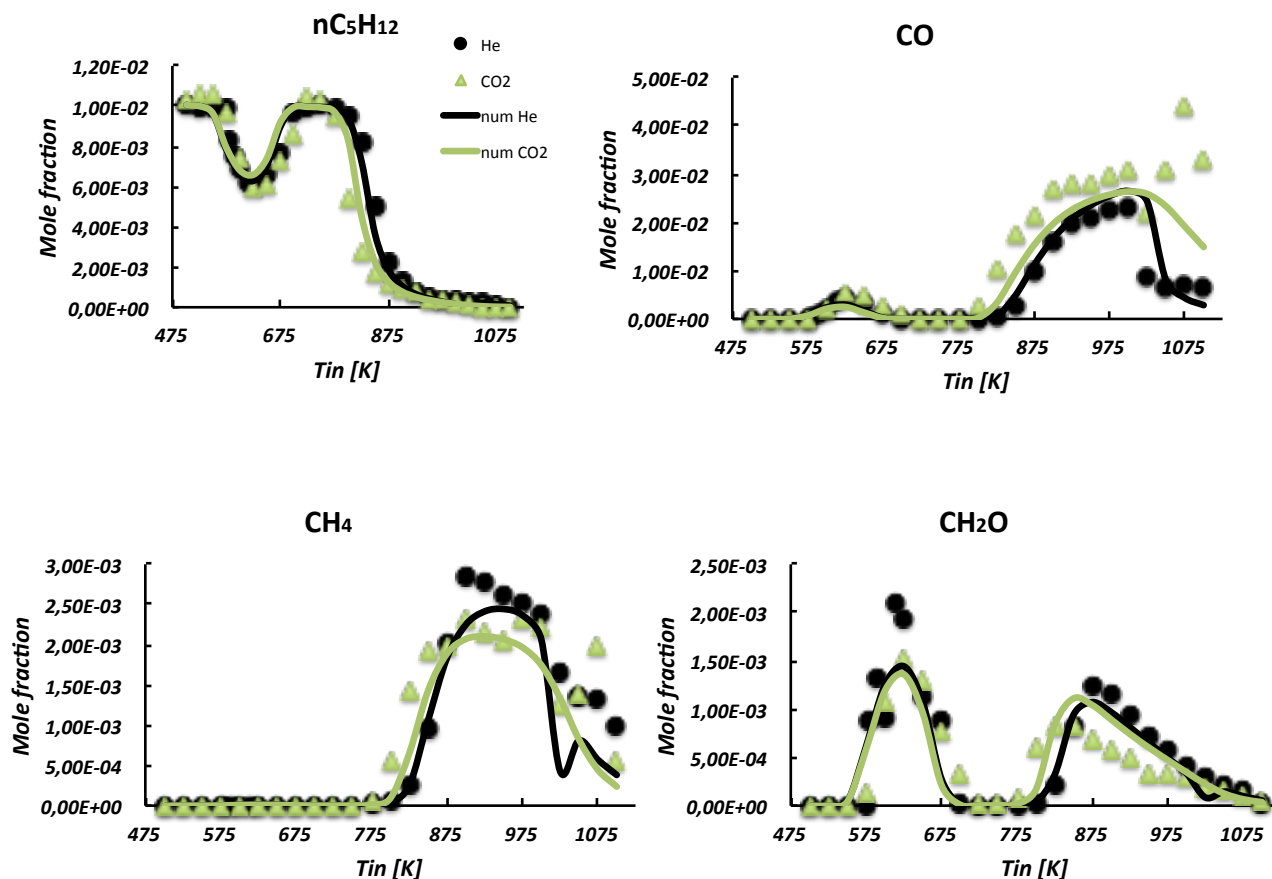 nC5H12
He
CO2
num He
num CO2
1,20E-02
1,00E-02
8,00E-03
6,00E-03
4,00E-03
2,00E-03
0,00E+00
Mole fraction
475 675 875 1075
Tin [K]
CO
5,00E-02
4,00E-02
3,00E-02
2,00E-02
1,00E-02
0,00E+00
Mole fraction
475 575 675 775 875 975 1075
Tin [K]
CH4
3,00E-03
2,50E-03
2,00E-03
1,50E-03
1,00E-03
5,00E-04
0,00E+00
Mole fraction
475 575 675 775 875 975 1075
Tin [K]
CH2O
2,50E-03
2,00E-03
1,50E-03
1,00E-03
5,00E-04
0,00E+00
Mole fraction
475 575 675 775 875 975 1075
Tin [K]